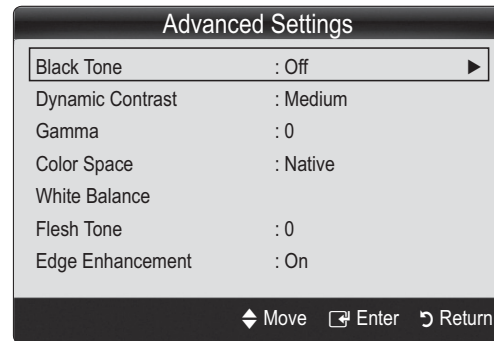 Advanced Settings
Black Tone : Off ▶
Dynamic Contrast : Medium
Gamma : 0
Color Space : Native
White Balance
Flesh Tone : 0
Edge Enhancement : On
Move Enter Return